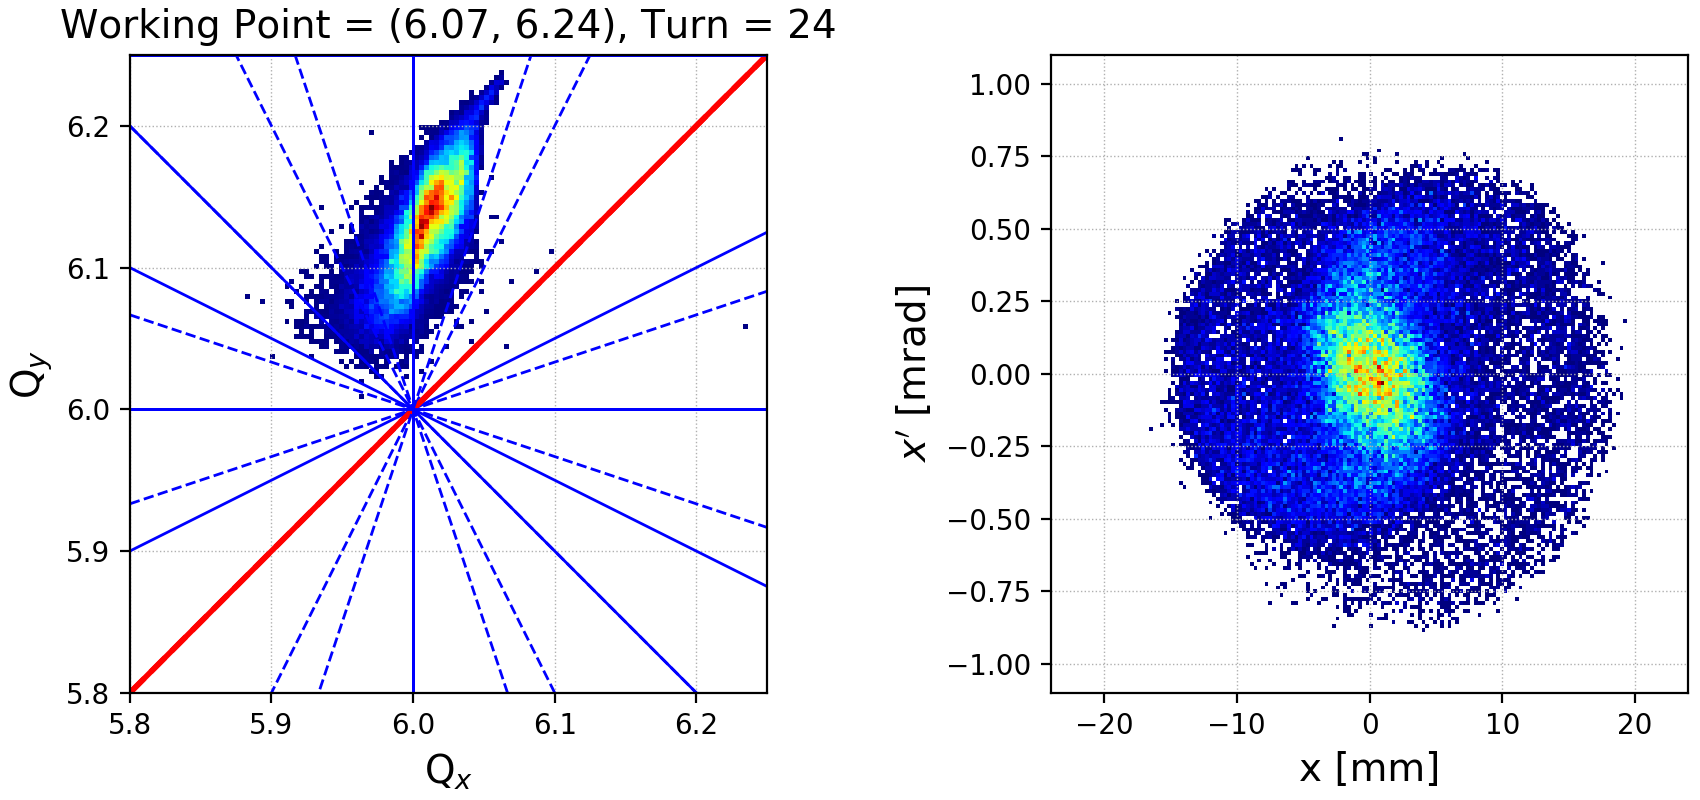 Working Point = (6.07, 6.24), Turn = 24
6.2
6.1
6.0
5.9
5.8
Q_y
5.8 5.9 6.0 6.1 6.2
Q_x
1.00
0.75
0.50
0.25
0.00
−0.25
−0.50
−0.75
−1.00
x′ [mrad]
−20 −10 0 10 20
x [mm]